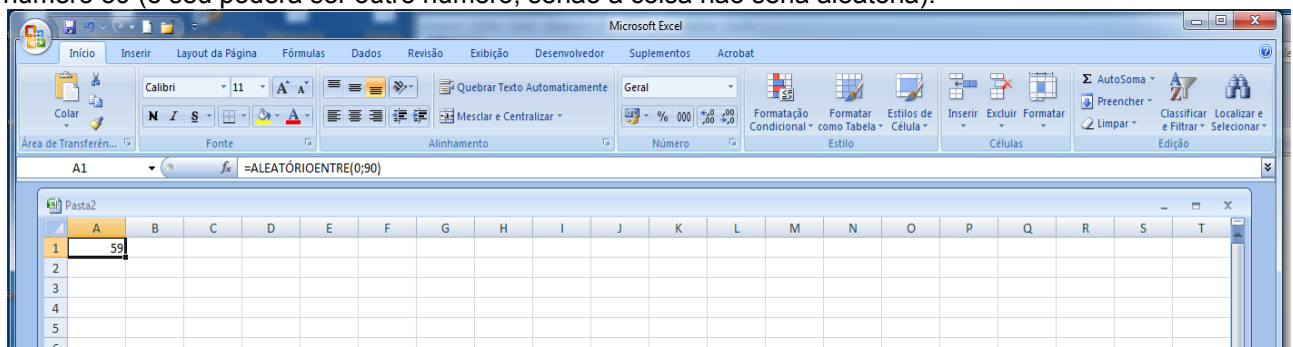 número 59 (o seu poderá ser outro número, senão a coisa não seria aleatória).
Microsoft Excel
Início Inserir Layout da Página Fórmulas Dados Revisão Exibição Desenvolvedor Suplementos Acrobat
Colar
Calibri 11 A A
Quebrar Texto Automaticamente
Geral
Formatação Condicional
Formatar como Tabela
Estilos de Célula
Inserir Excluir Formatar
Σ AutoSoma
Preencher
Limpar
Classificar e Filtrar
Localizar e Selecionar
N I S A
Mesclar e Centralizar
% 000
Área de Transferên... Fonte Alinhamento Número Estilo Células Edição
A1 fx =ALEATÓRIOENTRE(0;90)
Pasta2
A B C D E F G H I J K L M N O P Q R S T
1 59
2
3
4
5